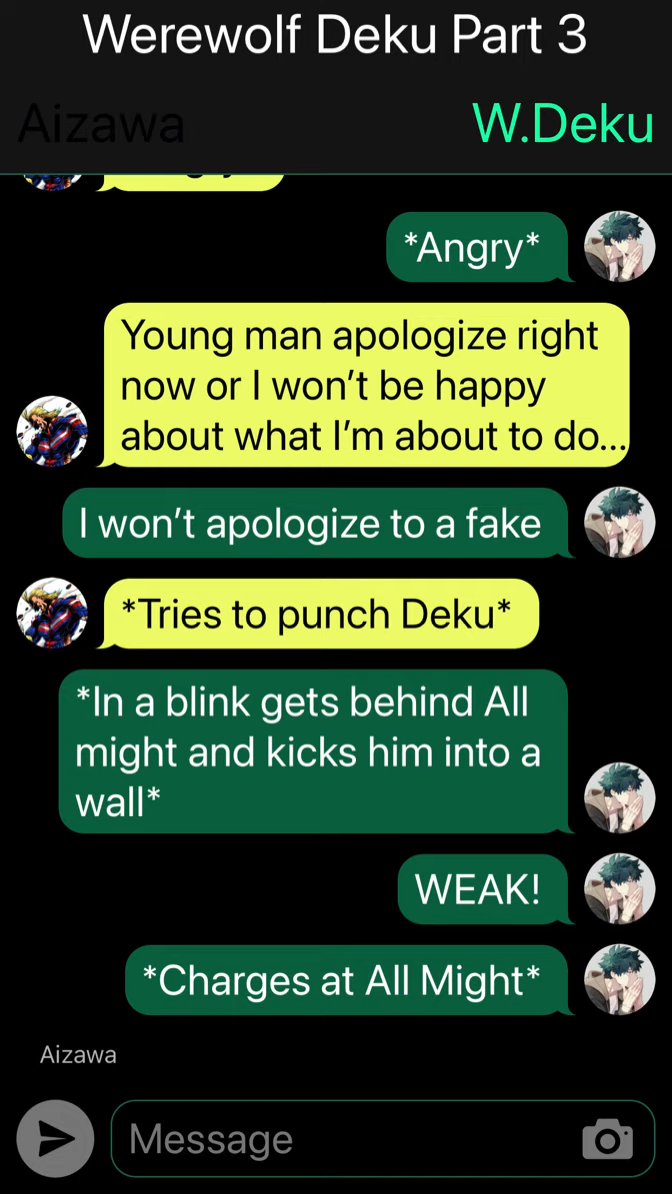 Werewolf Deku Part 3
Aizawa
W.Deku
*Angry*
Young man apologize right
now or I won’t be happy
about what I’m about to do...
I won’t apologize to a fake
*Tries to punch Deku*
*In a blink gets behind All
might and kicks him into a
wall*
WEAK!
*Charges at All Might*
Aizawa
Message